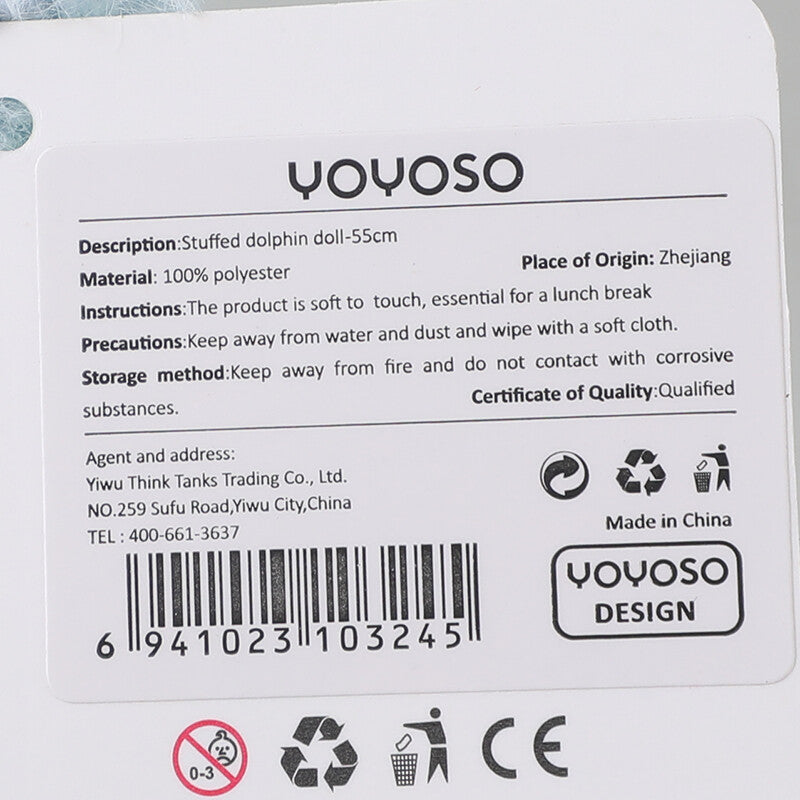 YOYOSO
Description:Stuffed dolphin doll-55cm
Material: 100% polyester
Place of Origin: Zhejiang
Instructions:The product is soft to touch, essential for a lunch break
Precautions:Keep away from water and dust and wipe with a soft cloth.
Storage method:Keep away from fire and do not contact with corrosive
substances.
Certificate of Quality:Qualified
Agent and address:
Yiwu Think Tanks Trading Co., Ltd.
NO.259 Sufu Road,Yiwu City,China
TEL : 400-661-3637
Made in China
YOYOSO
DESIGN
6 941023 103245
0-3
CE